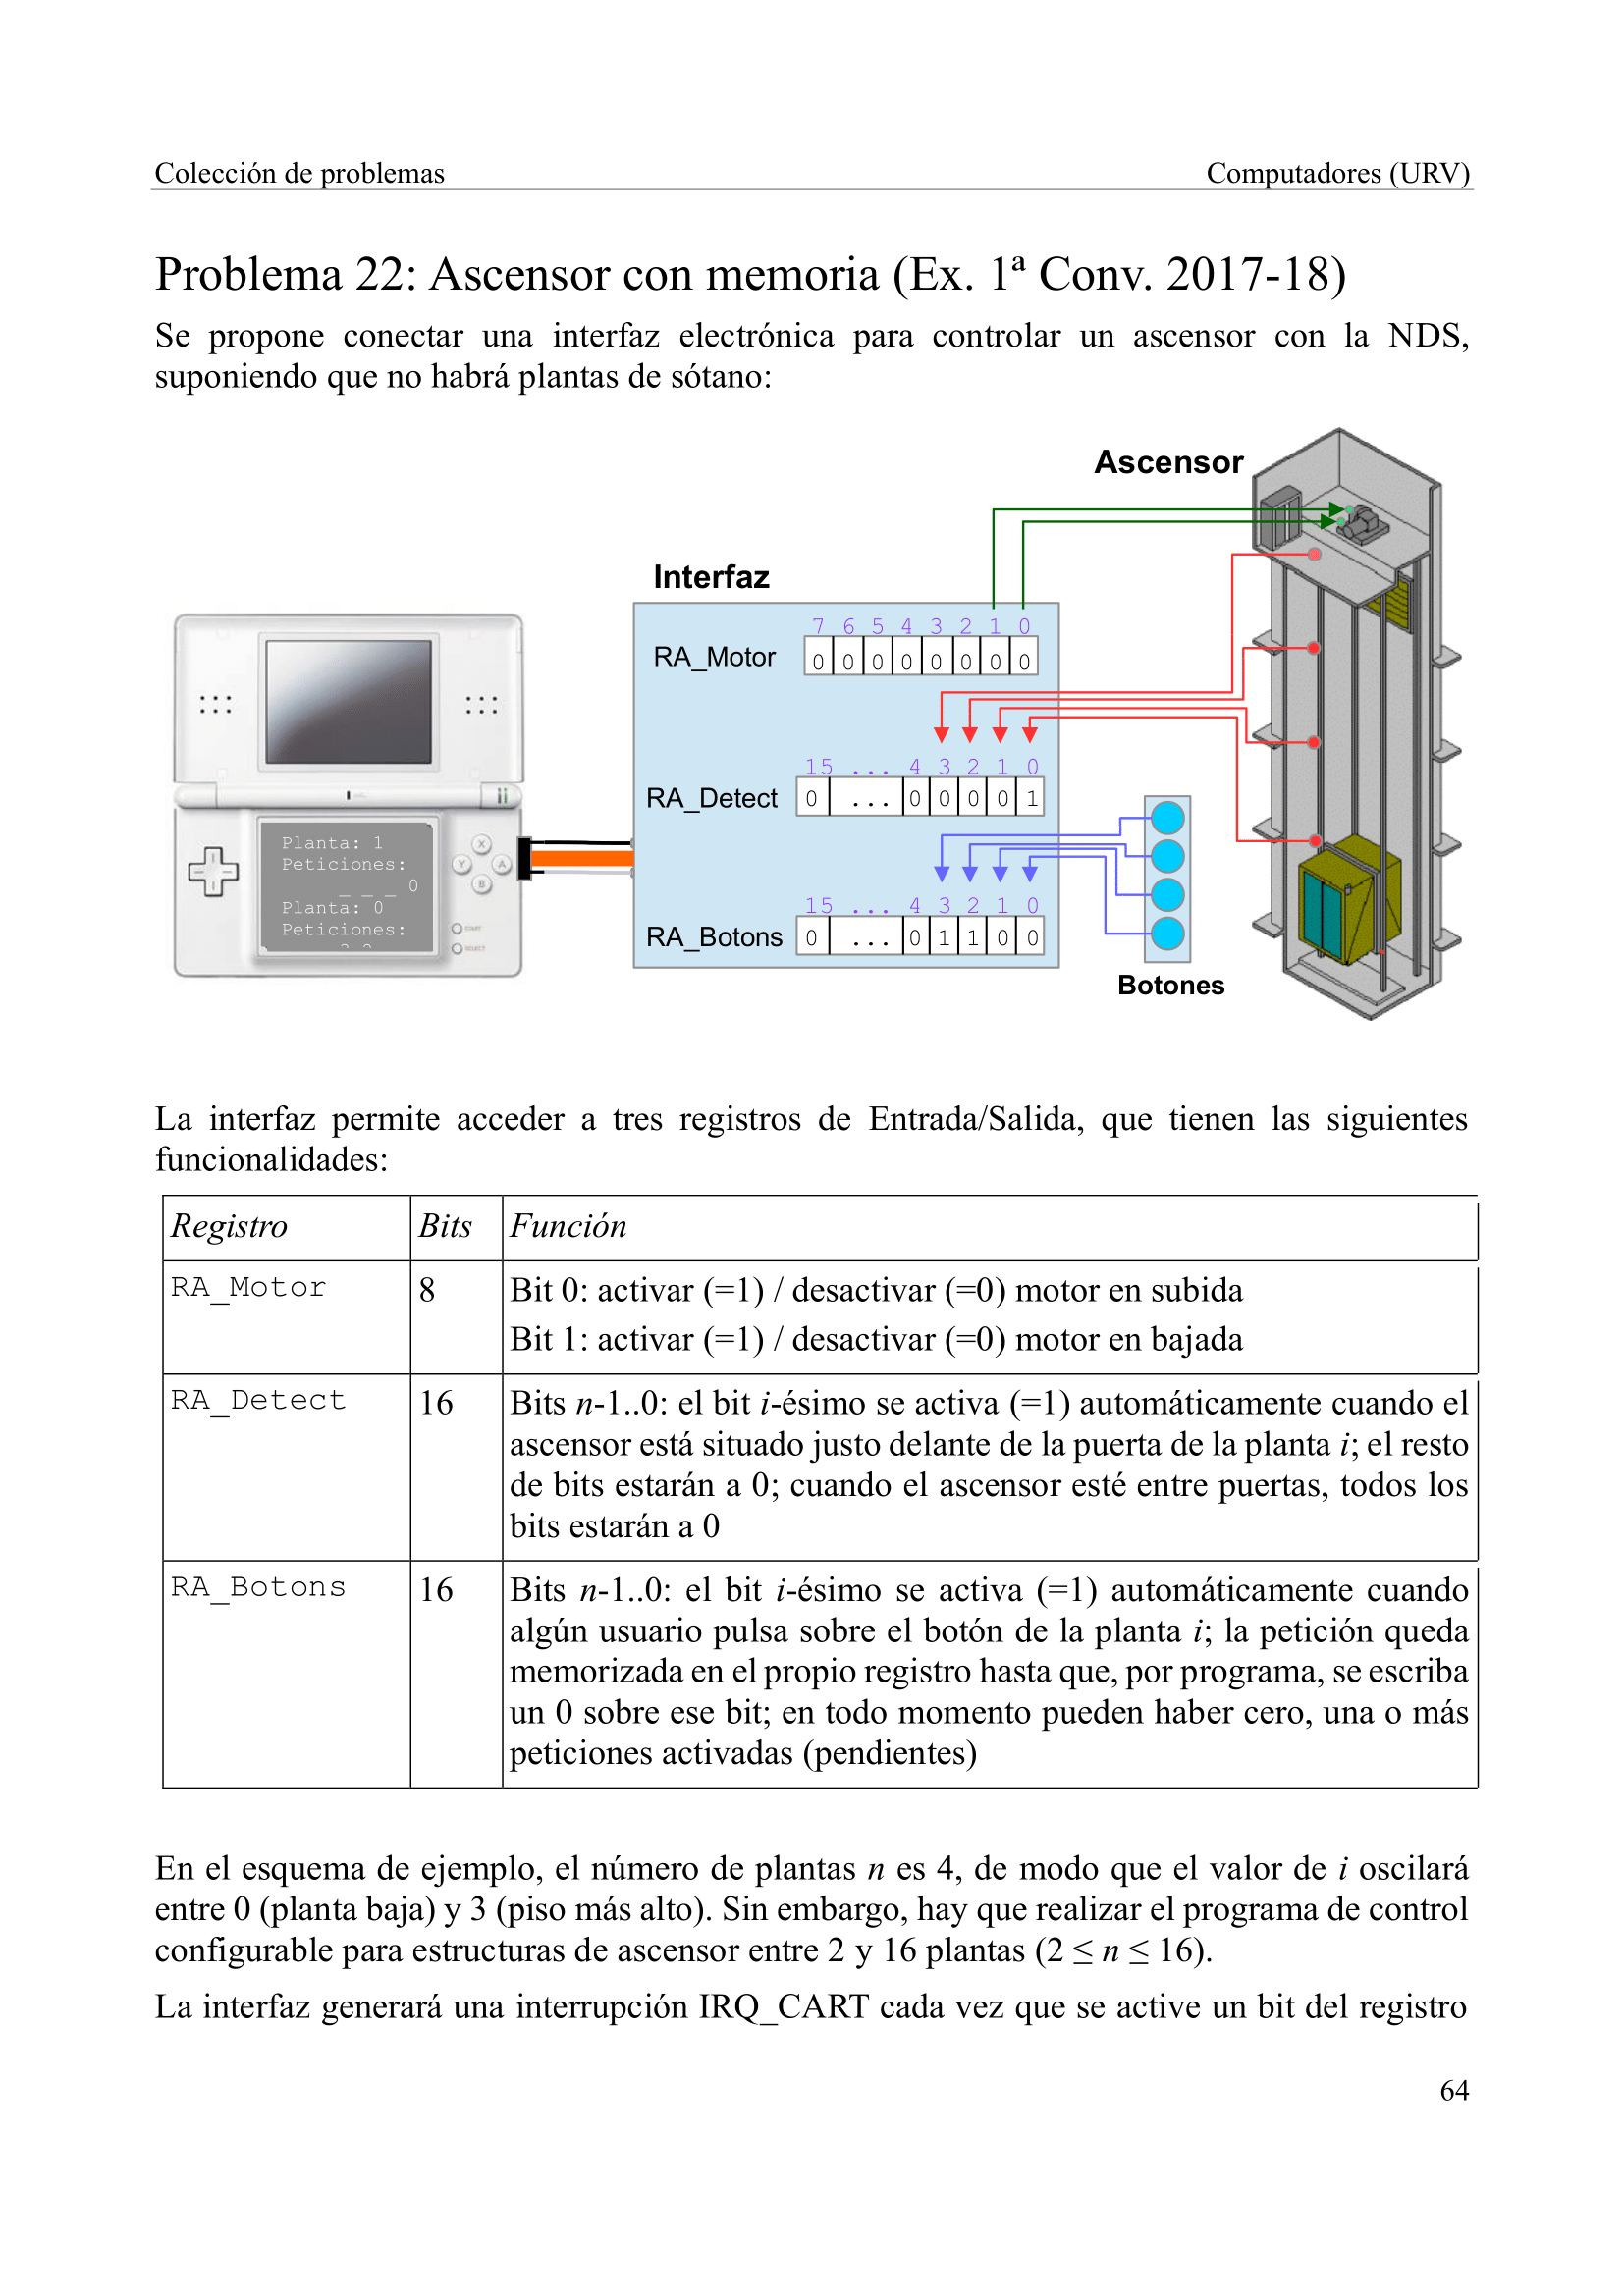 Colección de problemas
Computadores (URV)
Problema 22: Ascensor con memoria (Ex. 1ª Conv. 2017-18)
Se propone conectar una interfaz electrónica para controlar un ascensor con la NDS,
suponiendo que no habrá plantas de sótano:
Ascensor
Interfaz
7 6 5 4 3 2 1 0
RA_Motor 0 0 0 0 0 0 0 0
15 ... 4 3 2 1 0
RA_Detect 0 ... 0 0 0 0 1
15 ... 4 3 2 1 0
RA_Botons 0 ... 0 1 1 0 0
Botones
Planta: 1
Peticiones:
_ _ _ 0
Planta: 0
Peticiones:
X
Y
A
B
START
SELECT
La interfaz permite acceder a tres registros de Entrada/Salida, que tienen las siguientes
funcionalidades:
Registro Bits Función
RA_Motor 8 Bit 0: activar (=1) / desactivar (=0) motor en subida
Bit 1: activar (=1) / desactivar (=0) motor en bajada
RA_Detect 16 Bits n-1..0: el bit i-ésimo se activa (=1) automáticamente cuando el
ascensor está situado justo delante de la puerta de la planta i; el resto
de bits estarán a 0; cuando el ascensor esté entre puertas, todos los
bits estarán a 0
RA_Botons 16 Bits n-1..0: el bit i-ésimo se activa (=1) automáticamente cuando
algún usuario pulsa sobre el botón de la planta i; la petición queda
memorizada en el propio registro hasta que, por programa, se escriba
un 0 sobre ese bit; en todo momento pueden haber cero, una o más
peticiones activadas (pendientes)
En el esquema de ejemplo, el número de plantas n es 4, de modo que el valor de i oscilará
entre 0 (planta baja) y 3 (piso más alto). Sin embargo, hay que realizar el programa de control
configurable para estructuras de ascensor entre 2 y 16 plantas (2 ≤ n ≤ 16).
La interfaz generará una interrupción IRQ_CART cada vez que se active un bit del registro
64